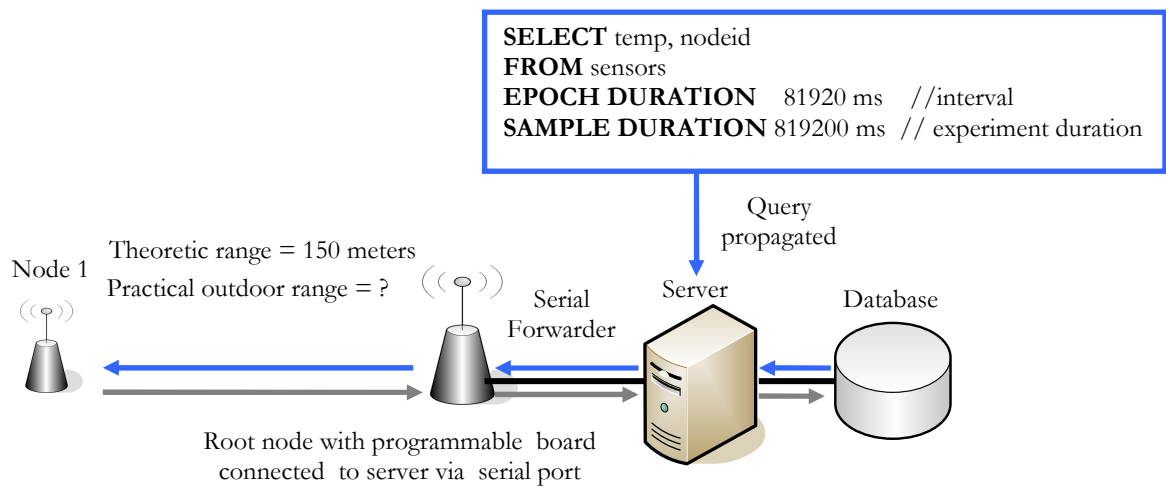 SELECT temp, nodeid
FROM sensors
EPOCH DURATION 81920 ms //interval
SAMPLE DURATION 819200 ms // experiment duration
Query
propagated
Theoretic range = 150 meters
Node 1
Practical outdoor range = ?
Serial
Forwarder
Server
Database
Root node with programmable board
connected to server via serial port